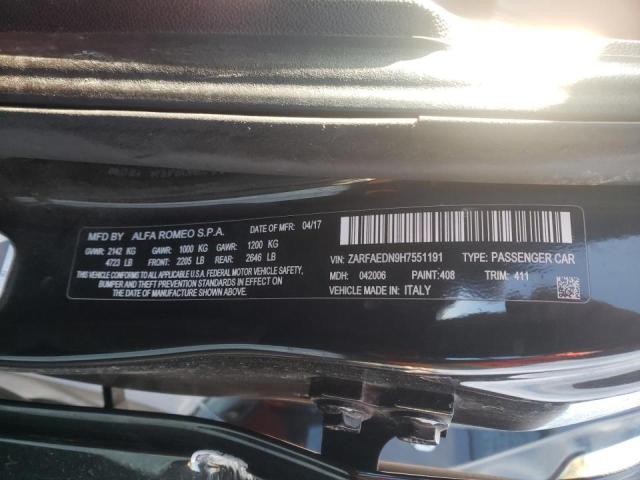 MFD BY ALFA ROMEO S.P.A. DATE OF MFR 04/17
GVWR: 2142 KG GAWR: 1000 KG GAWR: 1200 KG
4723 LB FRONT: 2205 LB REAR: 2646 LB
THIS VEHICLE CONFORMS TO ALL U.S. FEDERAL MOTOR VEHICLE SAFETY,
BUMPER AND THEFT PREVENTION STANDARDS IN EFFECT ON THE
DATE OF MANUFACTURE SHOWN ABOVE.
VIN: ZARFAEDN9H7551191 TYPE: PASSENGER CAR
MDH: 042006 PAINT: 408 TRIM: 411
VEHICLE MADE IN: ITALY